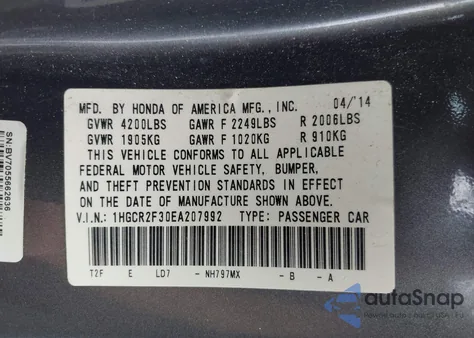 MFD. BY HONDA OF AMERICA MFG., INC. 04/'14
GVWR 4200LBS GAWR F 2249LBS R 2006LBS
GVWR 1905KG GAWR F 1020KG R 910KG
THIS VEHICLE CONFORMS TO ALL APPLICABLE
FEDERAL MOTOR VEHICLE SAFETY, BUMPER,
AND THEFT PREVENTION STANDARDS IN EFFECT
ON THE DATE OF MANUFACTURE SHOWN ABOVE.
V.I.N.: 1HGCR2F30EA207992 TYPE: PASSENGER CAR
T2F E LD7 - NH797MX - B - A
SN:BV7055662636
autoSnap